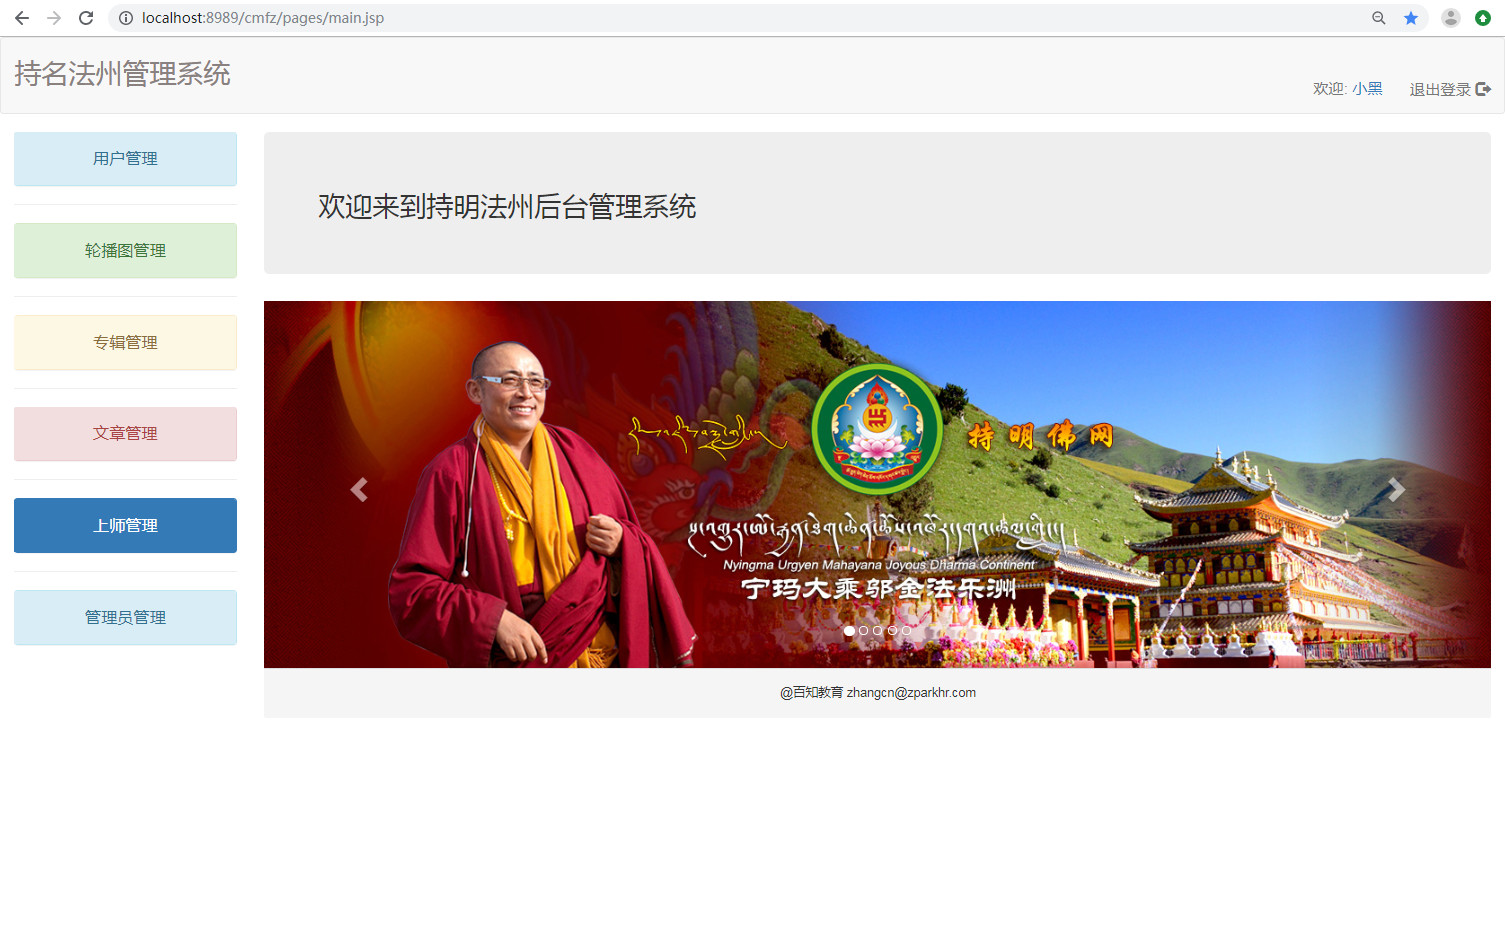 localhost:8989/cmfz/pages/main.jsp
持名法州管理系统
欢迎: 小黑
退出登录
用户管理
轮播图管理
专辑管理
文章管理
上师管理
管理员管理
欢迎来到持明法州后台管理系统
持明佛网
Nyingma Urgyen Mahayana Joyous Dharma Continent
宁玛大乘邬金法乐洲
@百知教育 zhangcn@zparkhr.com